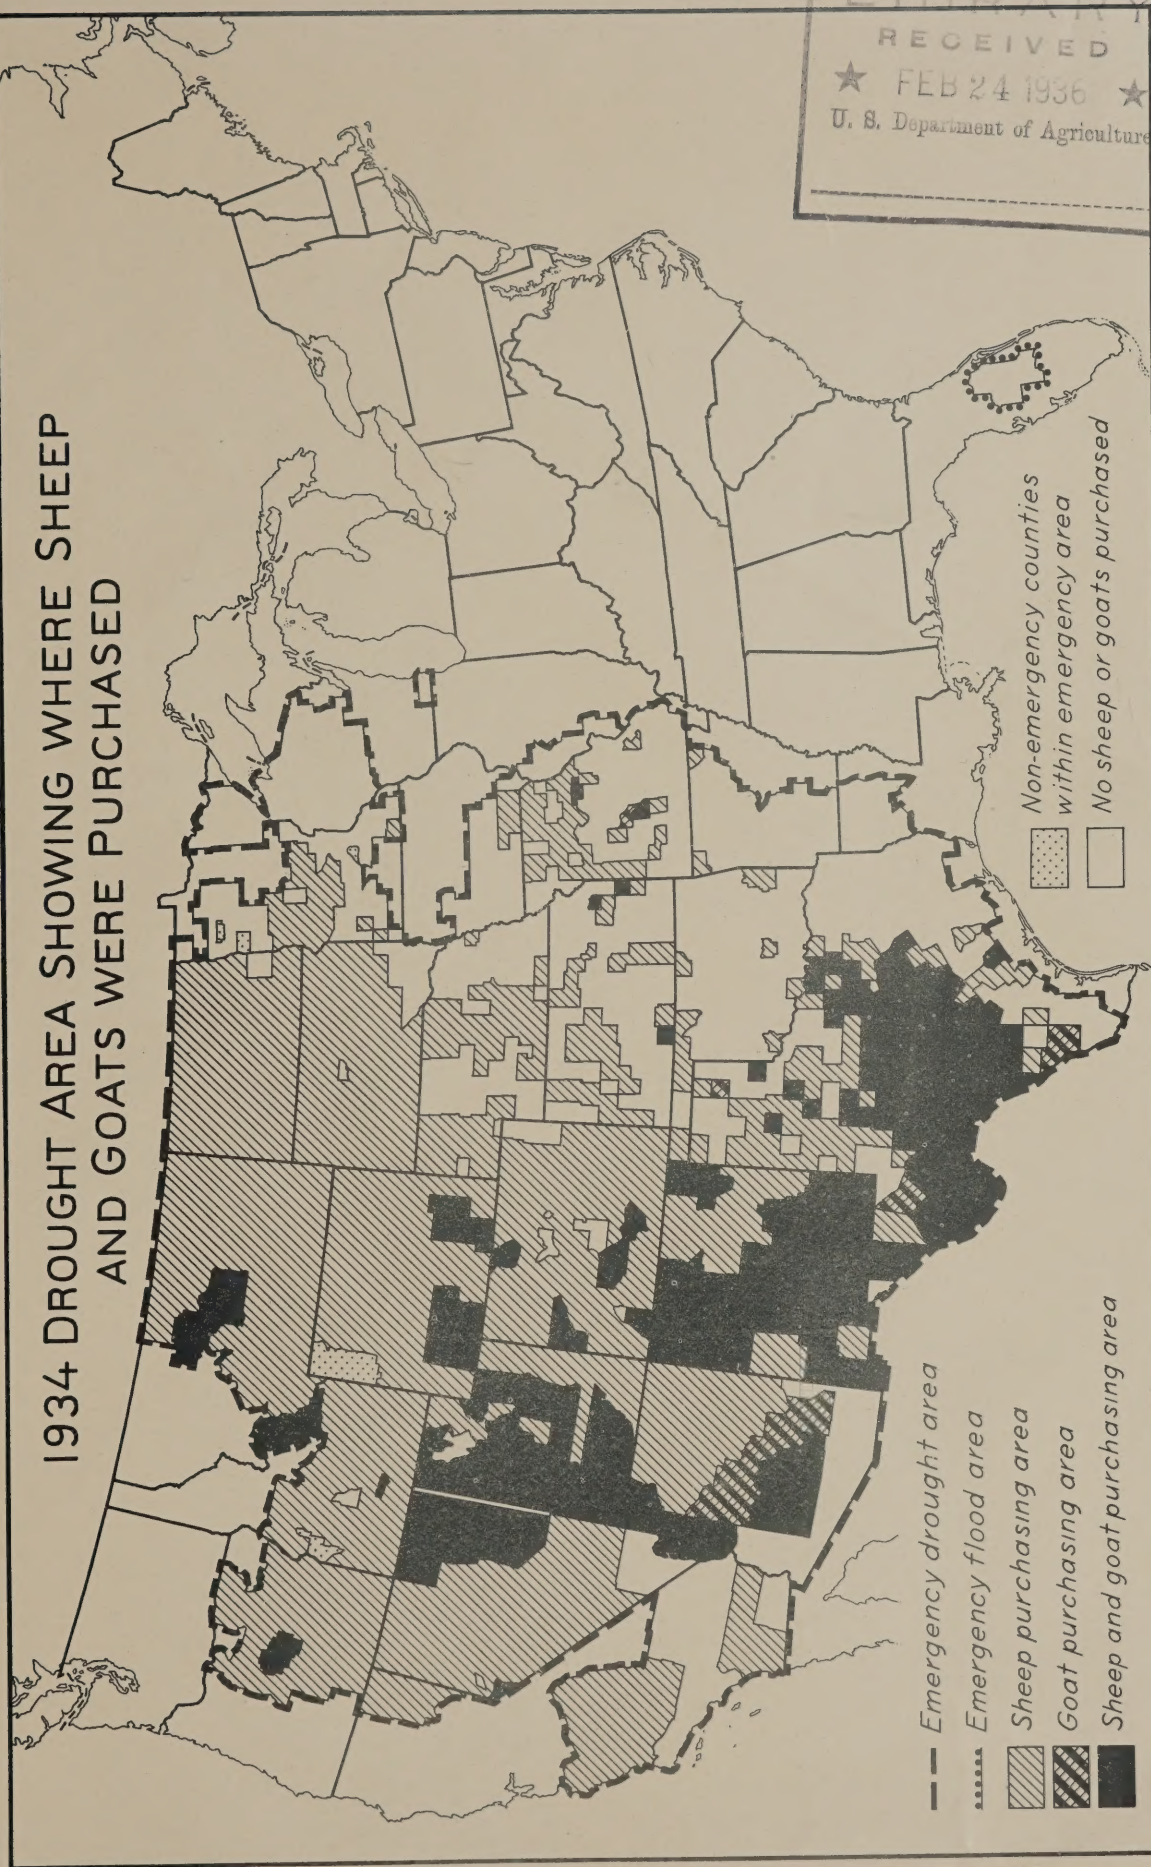 1934 DROUGHT AREA SHOWING WHERE SHEEP
AND GOATS WERE PURCHASED
RECEIVED
★ FEB 24 1936 ★
U. S. Department of Agriculture
Emergency drought area
Emergency flood area
Sheep purchasing area
Goat purchasing area
Sheep and goat purchasing area
Non-emergency counties
within emergency area
No sheep or goats purchased